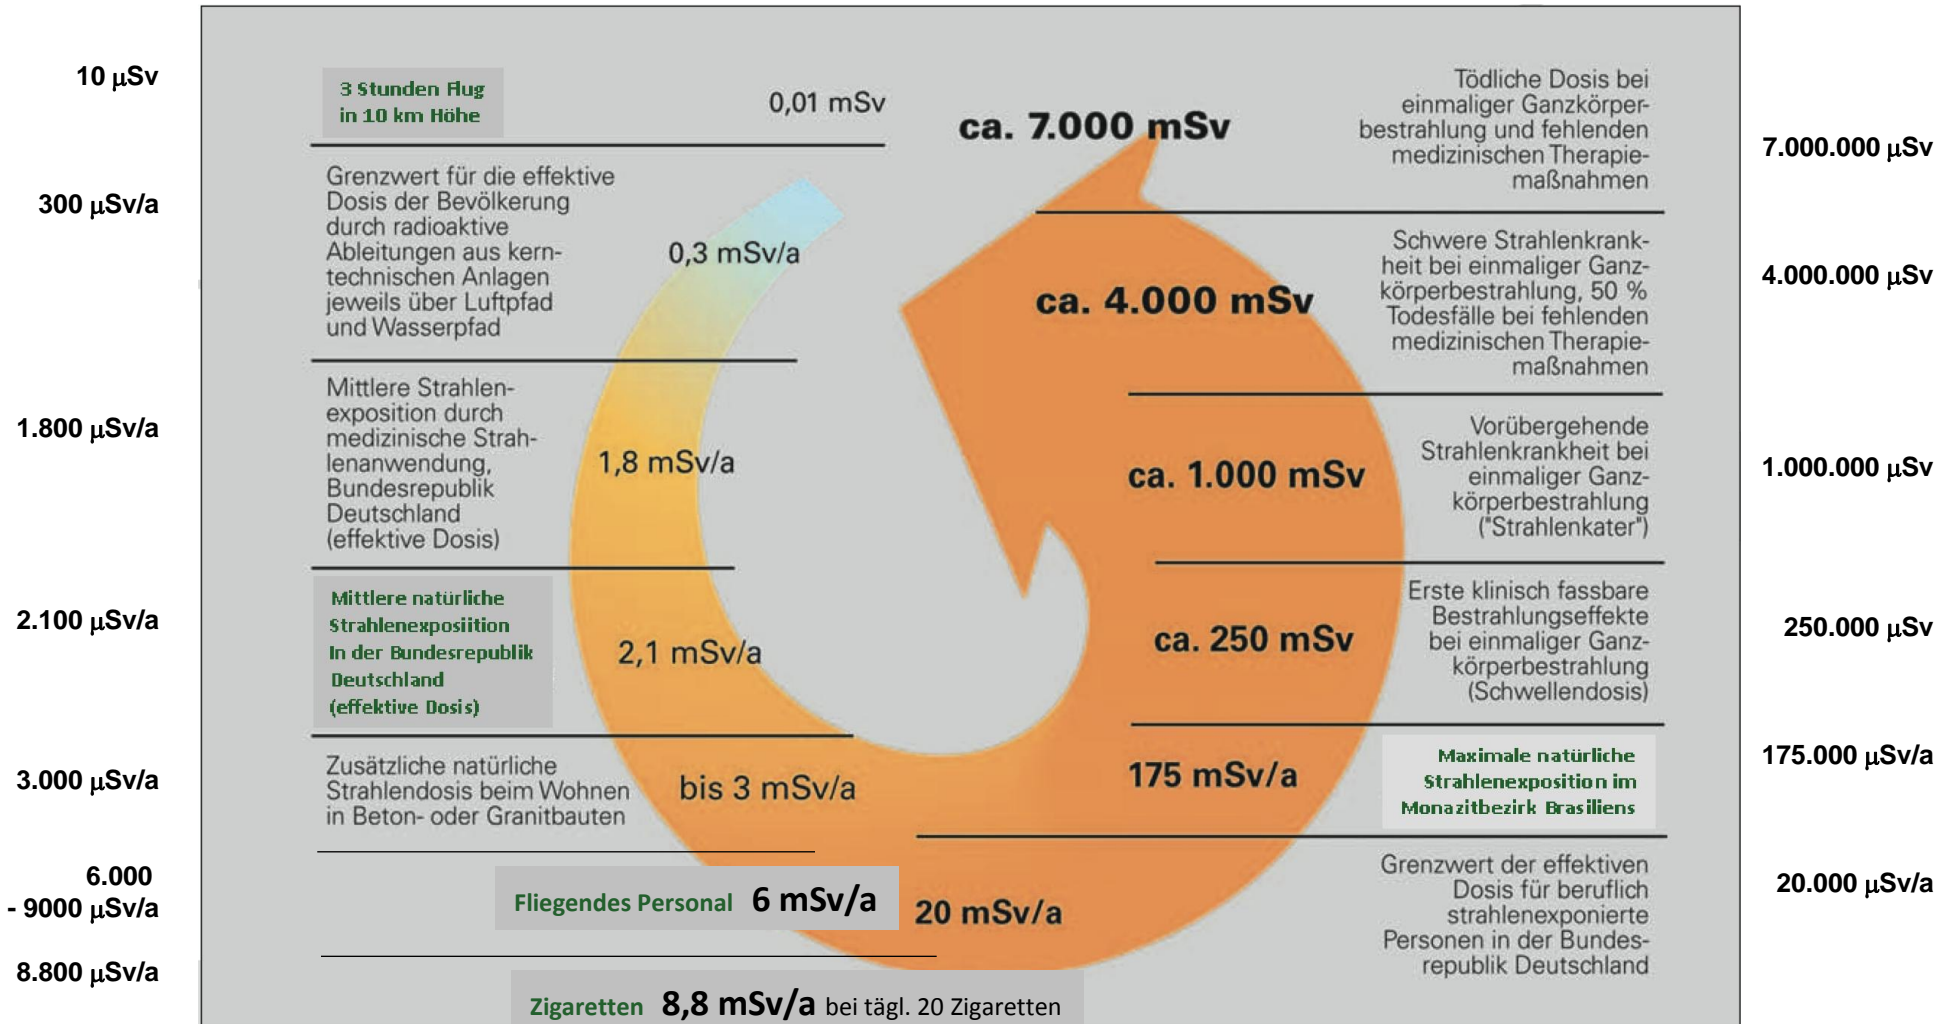 10 µSv
3 Stunden Flug
in 10 km Höhe
0,01 mSv
300 µSv/a
Grenzwert für die effektive
Dosis der Bevölkerung
durch radioaktive
Ableitungen aus kern-
technischen Anlagen
jeweils über Luftpfad
und Wasserpfad
0,3 mSv/a
1.800 µSv/a
Mittlere Strahlen-
exposition durch
medizinische Strah-
lenanwendung,
Bundesrepublik
Deutschland
(effektive Dosis)
1,8 mSv/a
2.100 µSv/a
Mittlere natürliche
Strahlenexposiition
In der Bundesrepublik
Deutschland
(effektive Dosis)
2,1 mSv/a
3.000 µSv/a
Zusätzliche natürliche
Strahlendosis beim Wohnen
in Beton- oder Granitbauten
bis 3 mSv/a
6.000
- 9000 µSv/a
Fliegendes Personal 6 mSv/a
8.800 µSv/a
Zigaretten 8,8 mSv/a bei tägl. 20 Zigaretten
ca. 7.000 mSv
Tödliche Dosis bei
einmaliger Ganzkörper-
bestrahlung und fehlenden
medizinischen Therapie-
maßnahmen
7.000.000 µSv
ca. 4.000 mSv
Schwere Strahlenkrank-
heit bei einmaliger Ganz-
körperbestrahlung, 50 %
Todesfälle bei fehlenden
medizinischen Therapie-
maßnahmen
4.000.000 µSv
ca. 1.000 mSv
Vorübergehende
Strahlenkrankheit bei
einmaliger Ganz-
körperbestrahlung
("Strahlenkater")
1.000.000 µSv
ca. 250 mSv
Erste klinisch fassbare
Bestrahlungseffekte
bei einmaliger Ganz-
körperbestrahlung
(Schwellendosis)
250.000 µSv
175 mSv/a
Maximale natürliche
Strahlenexposition im
Monazitbezirk Brasiliens
175.000 µSv/a
20 mSv/a
Grenzwert der effektiven
Dosis für beruflich
strahlenexponierte
Personen in der Bundes-
republik Deutschland
20.000 µSv/a